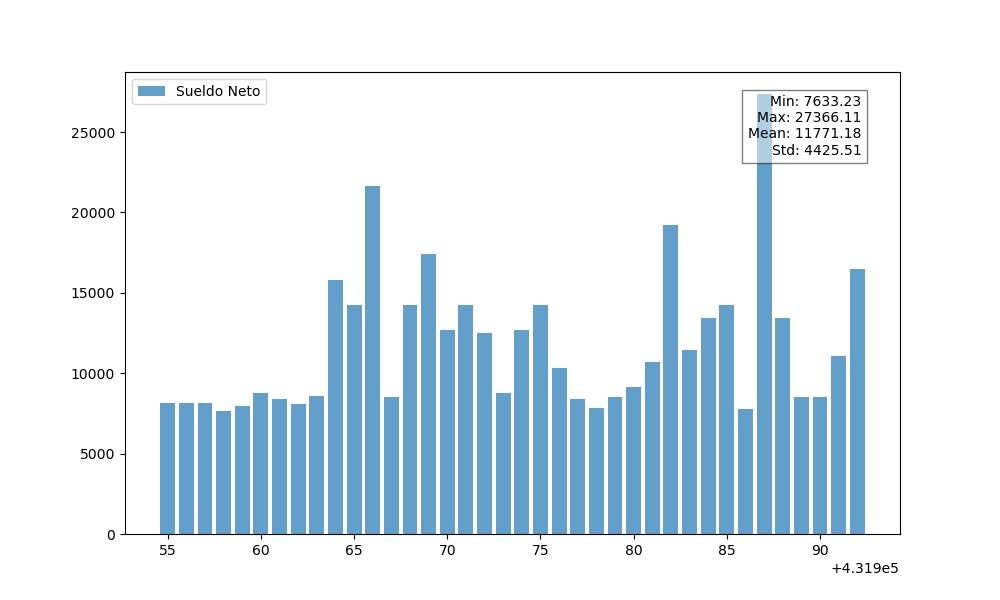 Sueldo Neto
Min: 7633.23
Max: 27366.11
Mean: 11771.18
Std: 4425.51
25000
20000
15000
10000
5000
0
55 60 65 70 75 80 85 90
+4.319e5